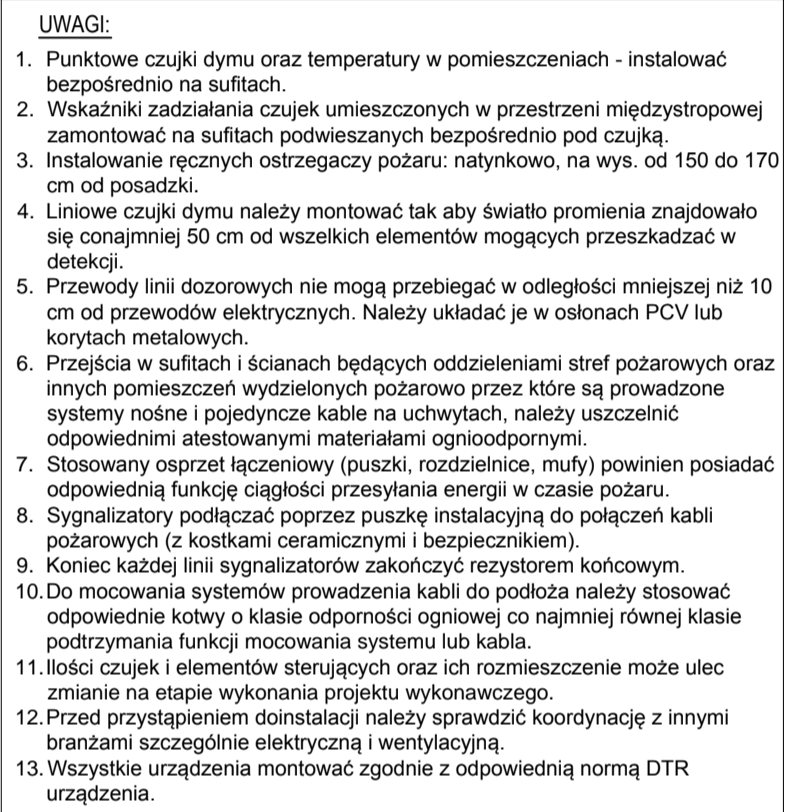 UWAGI:
1. Punktowe czujki dymu oraz temperatury w pomieszczeniach - instalować
bezpośrednio na sufitach.
2. Wskaźniki zadziałania czujek umieszczonych w przestrzeni międzystropowej
zamontować na sufitach podwieszanych bezpośrednio pod czujką.
3. Instalowanie ręcznych ostrzegaczy pożaru: natynkowo, na wys. od 150 do 170
cm od posadzki.
4. Liniowe czujki dymu należy montować tak aby światło promienia znajdowało
się conajmniej 50 cm od wszelkich elementów mogących przeszkadzać w
detekcji.
5. Przewody linii dozorowych nie mogą przebiegać w odległości mniejszej niż 10
cm od przewodów elektrycznych. Należy układać je w osłonach PCV lub
korytach metalowych.
6. Przejścia w sufitach i ścianach będących oddzieleniami stref pożarowych oraz
innych pomieszczeń wydzielonych pożarowo przez które są prowadzone
systemy nośne i pojedyncze kable na uchwytach, należy uszczelnić
odpowiednimi atestowanymi materiałami ognioodpornymi.
7. Stosowany osprzet łączeniowy (puszki, rozdzielnice, mufy) powinien posiadać
odpowiednią funkcję ciągłości przesyłania energii w czasie pożaru.
8. Sygnalizatory podłączać poprzez puszkę instalacyjną do połączeń kabli
pożarowych (z kostkami ceramicznymi i bezpiecznikiem).
9. Koniec każdej linii sygnalizatorów zakończyć rezystorem końcowym.
10. Do mocowania systemów prowadzenia kabli do podłoża należy stosować
odpowiednie kotwy o klasie odporności ogniowej co najmniej równej klasie
podtrzymania funkcji mocowania systemu lub kabla.
11. Ilości czujek i elementów sterujących oraz ich rozmieszczenie może ulec
zmianie na etapie wykonania projektu wykonawczego.
12. Przed przystąpieniem doinstalacji należy sprawdzić koordynację z innymi
branżami szczególnie elektryczną i wentylacyjną.
13. Wszystkie urządzenia montować zgodnie z odpowiednią normą DTR
urządzenia.